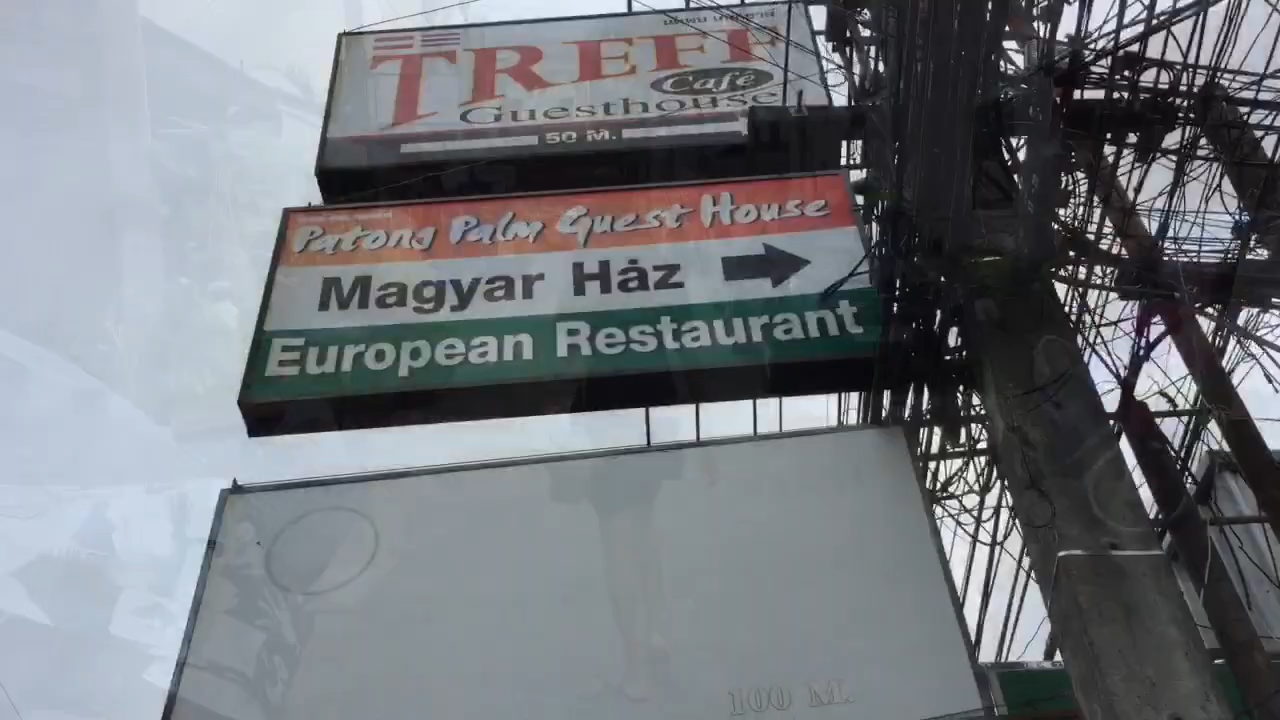 TREFF
Café
Guesthouse
50 M.
Patong Palm Guest House
Magyar Ház
European Restaurant
100 M.